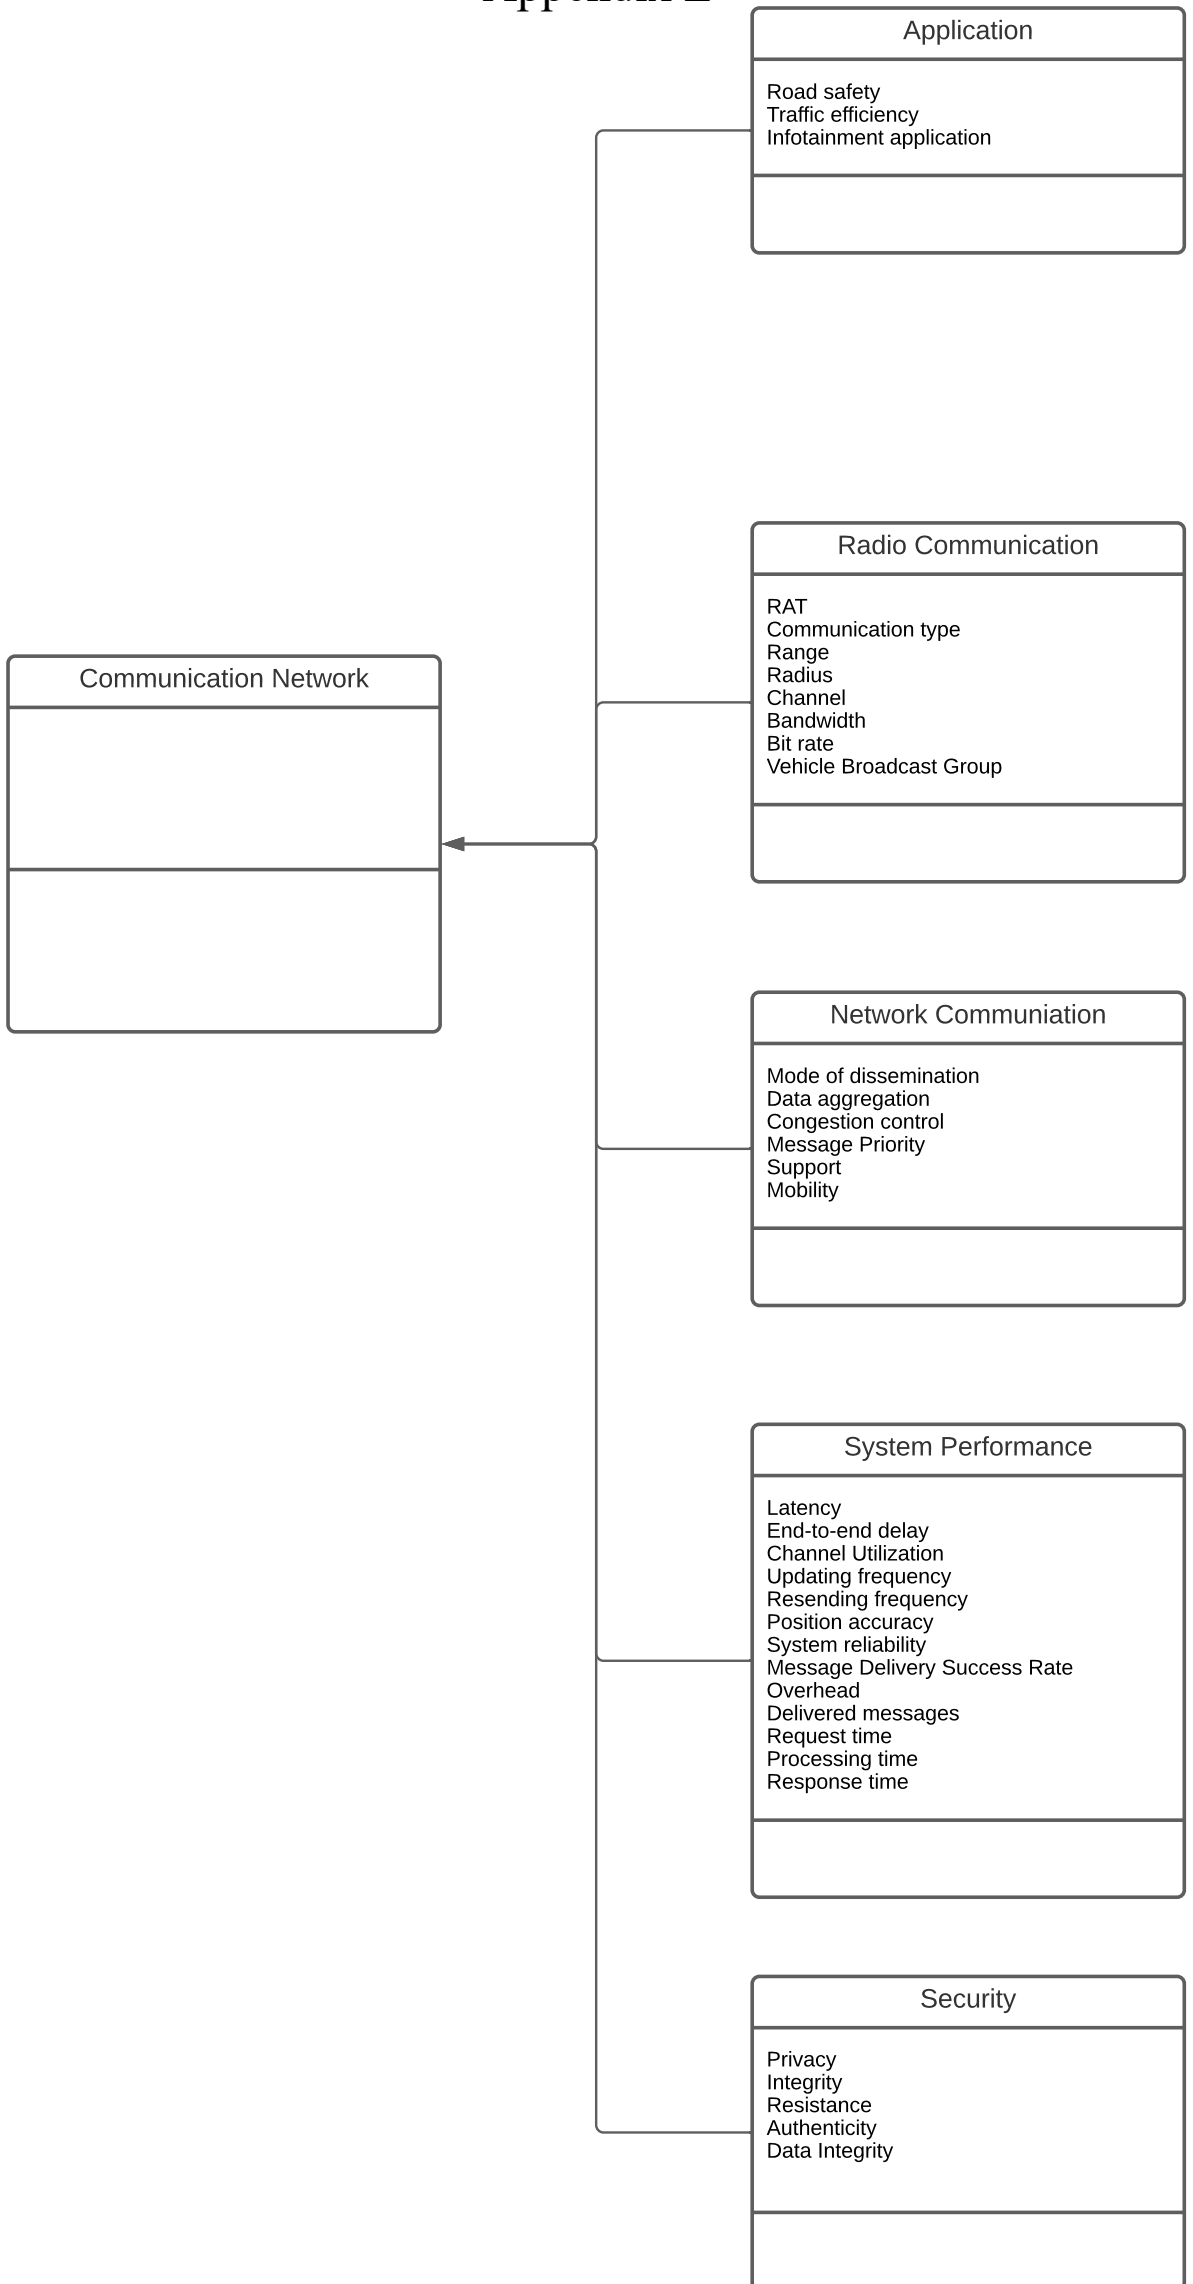 Application
Road safety
Traffic efficiency
Infotainment application
Radio Communication
RAT
Communication type
Range
Radius
Channel
Bandwidth
Bit rate
Vehicle Broadcast Group
Communication Network
Network Communiation
Mode of dissemination
Data aggregation
Congestion control
Message Priority
Support
Mobility
System Performance
Latency
End-to-end delay
Channel Utilization
Updating frequency
Resending frequency
Position accuracy
System reliability
Message Delivery Success Rate
Overhead
Delivered messages
Request time
Processing time
Response time
Security
Privacy
Integrity
Resistance
Authenticity
Data Integrity